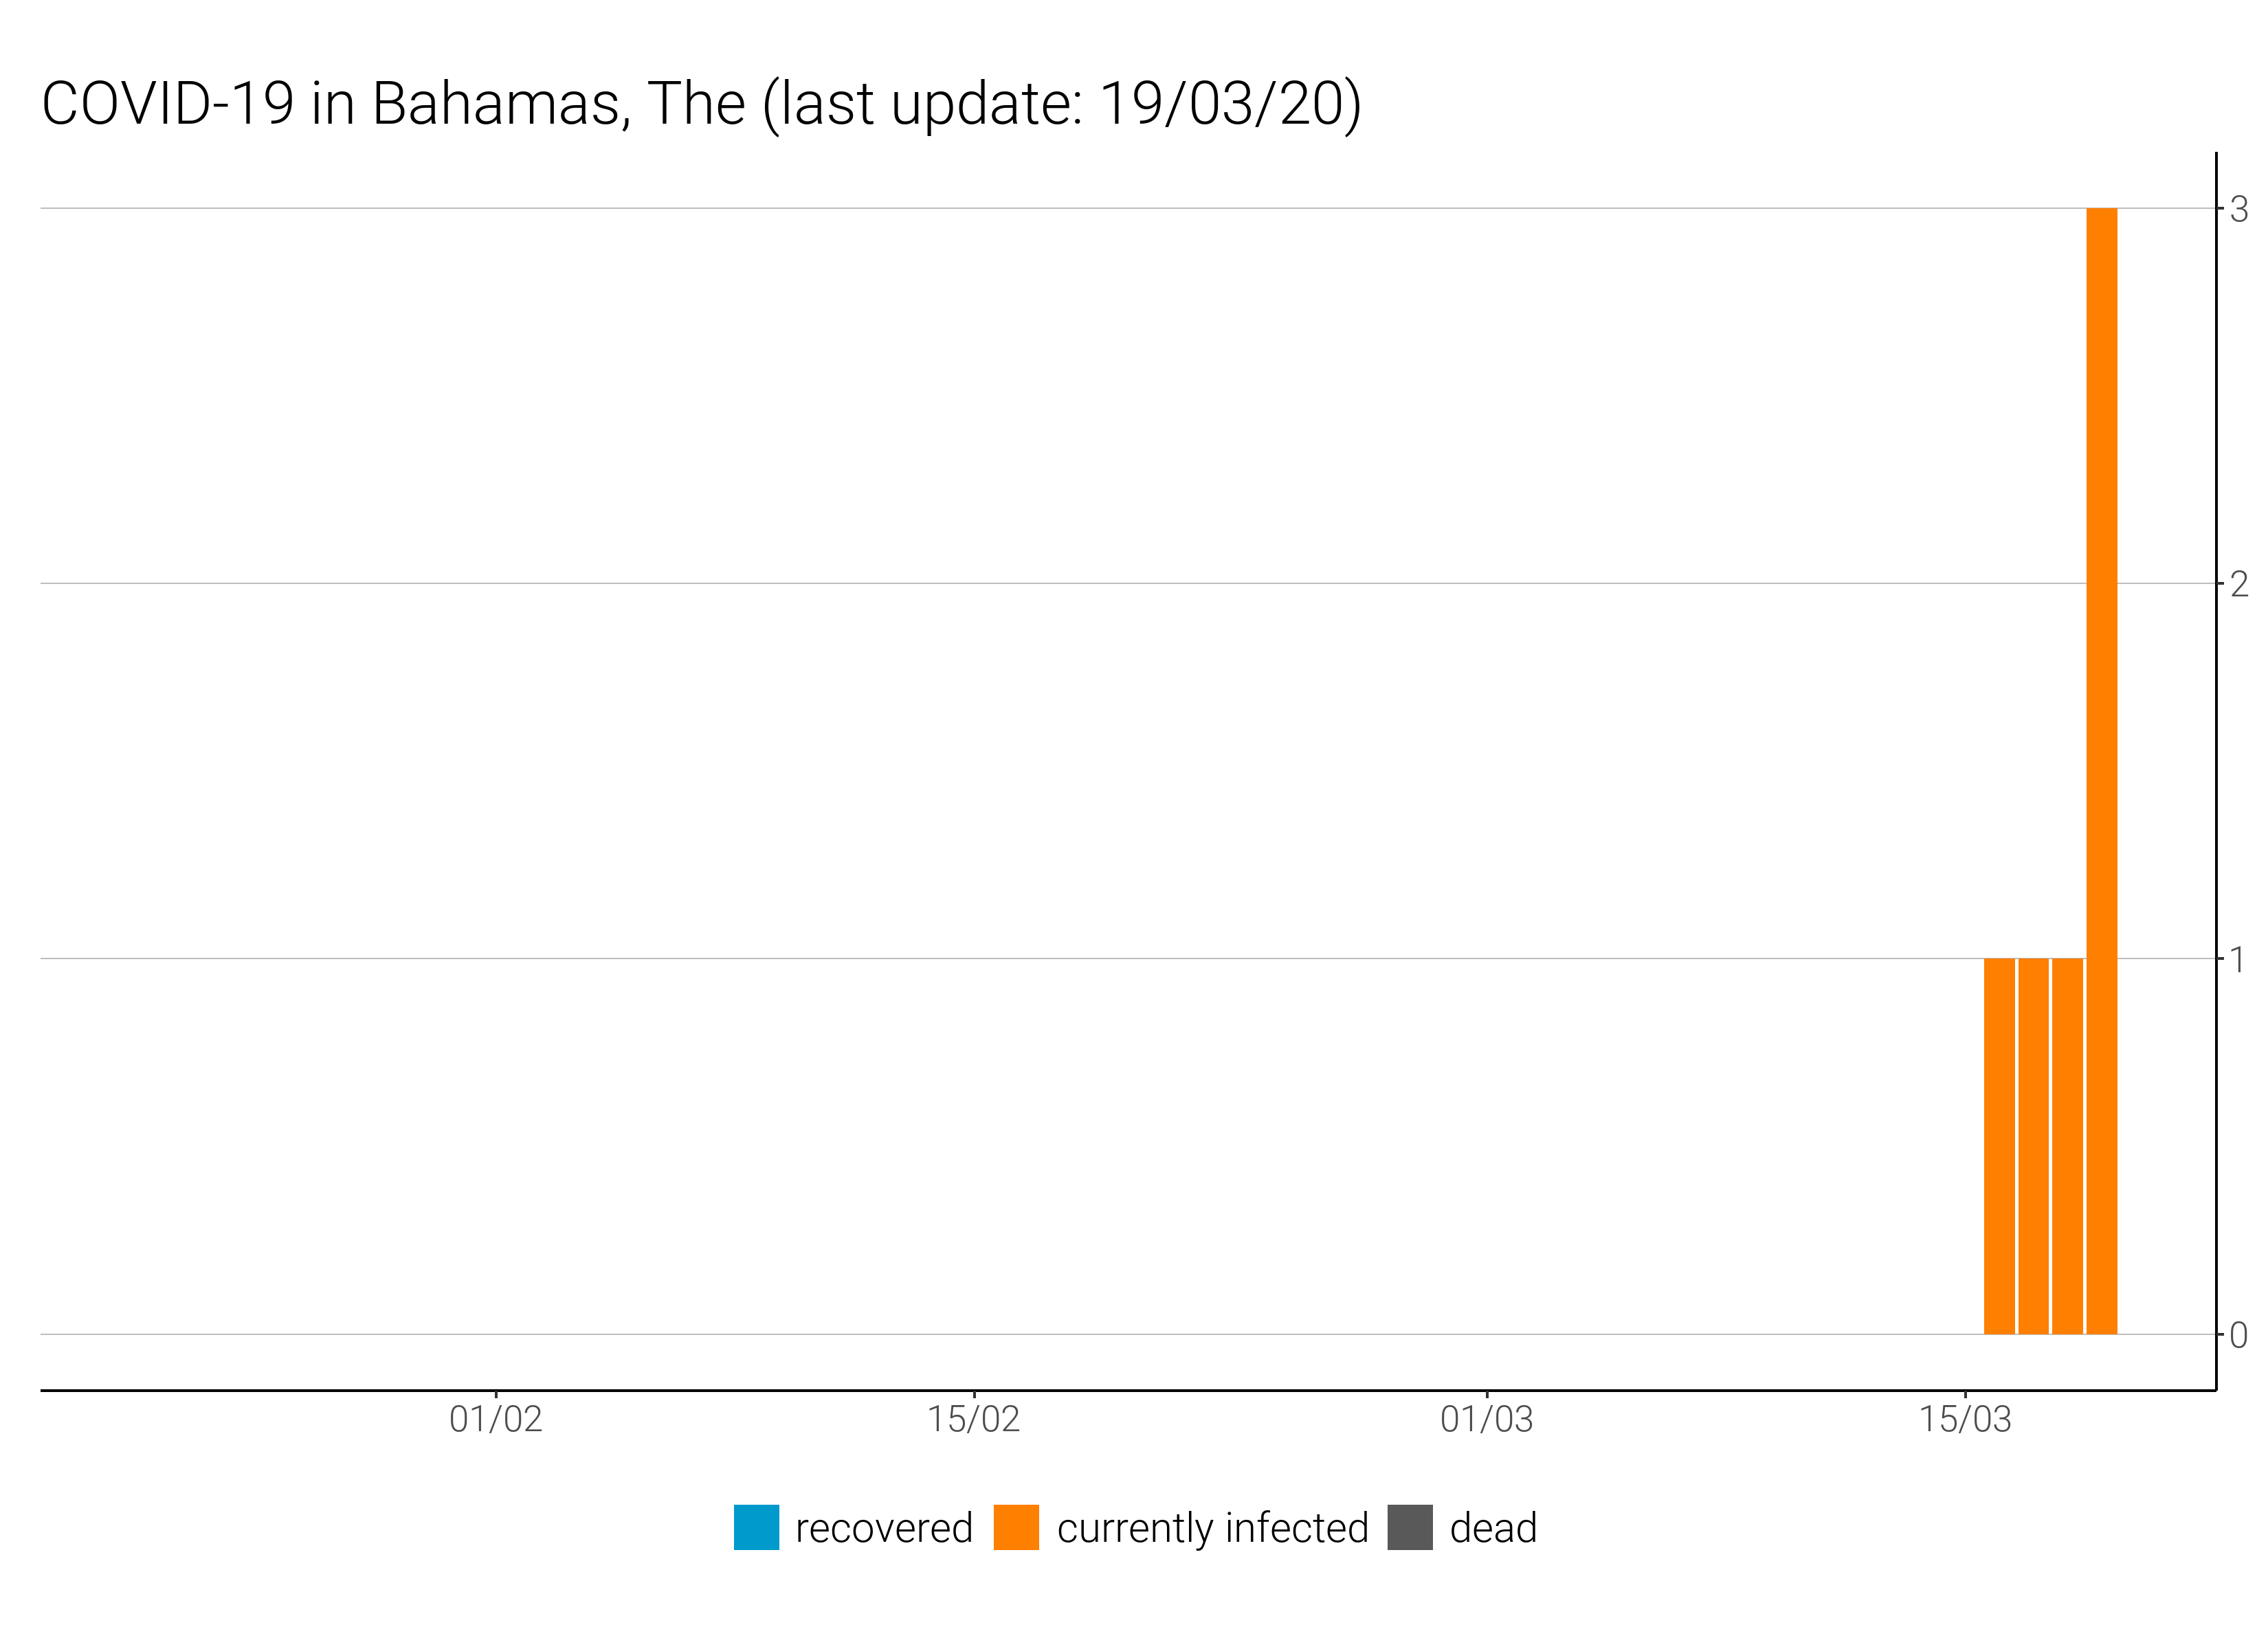 COVID-19 in Bahamas, The (last update: 19/03/20)
3
2
1
0
01/02 15/02 01/03 15/03
recovered currently infected dead